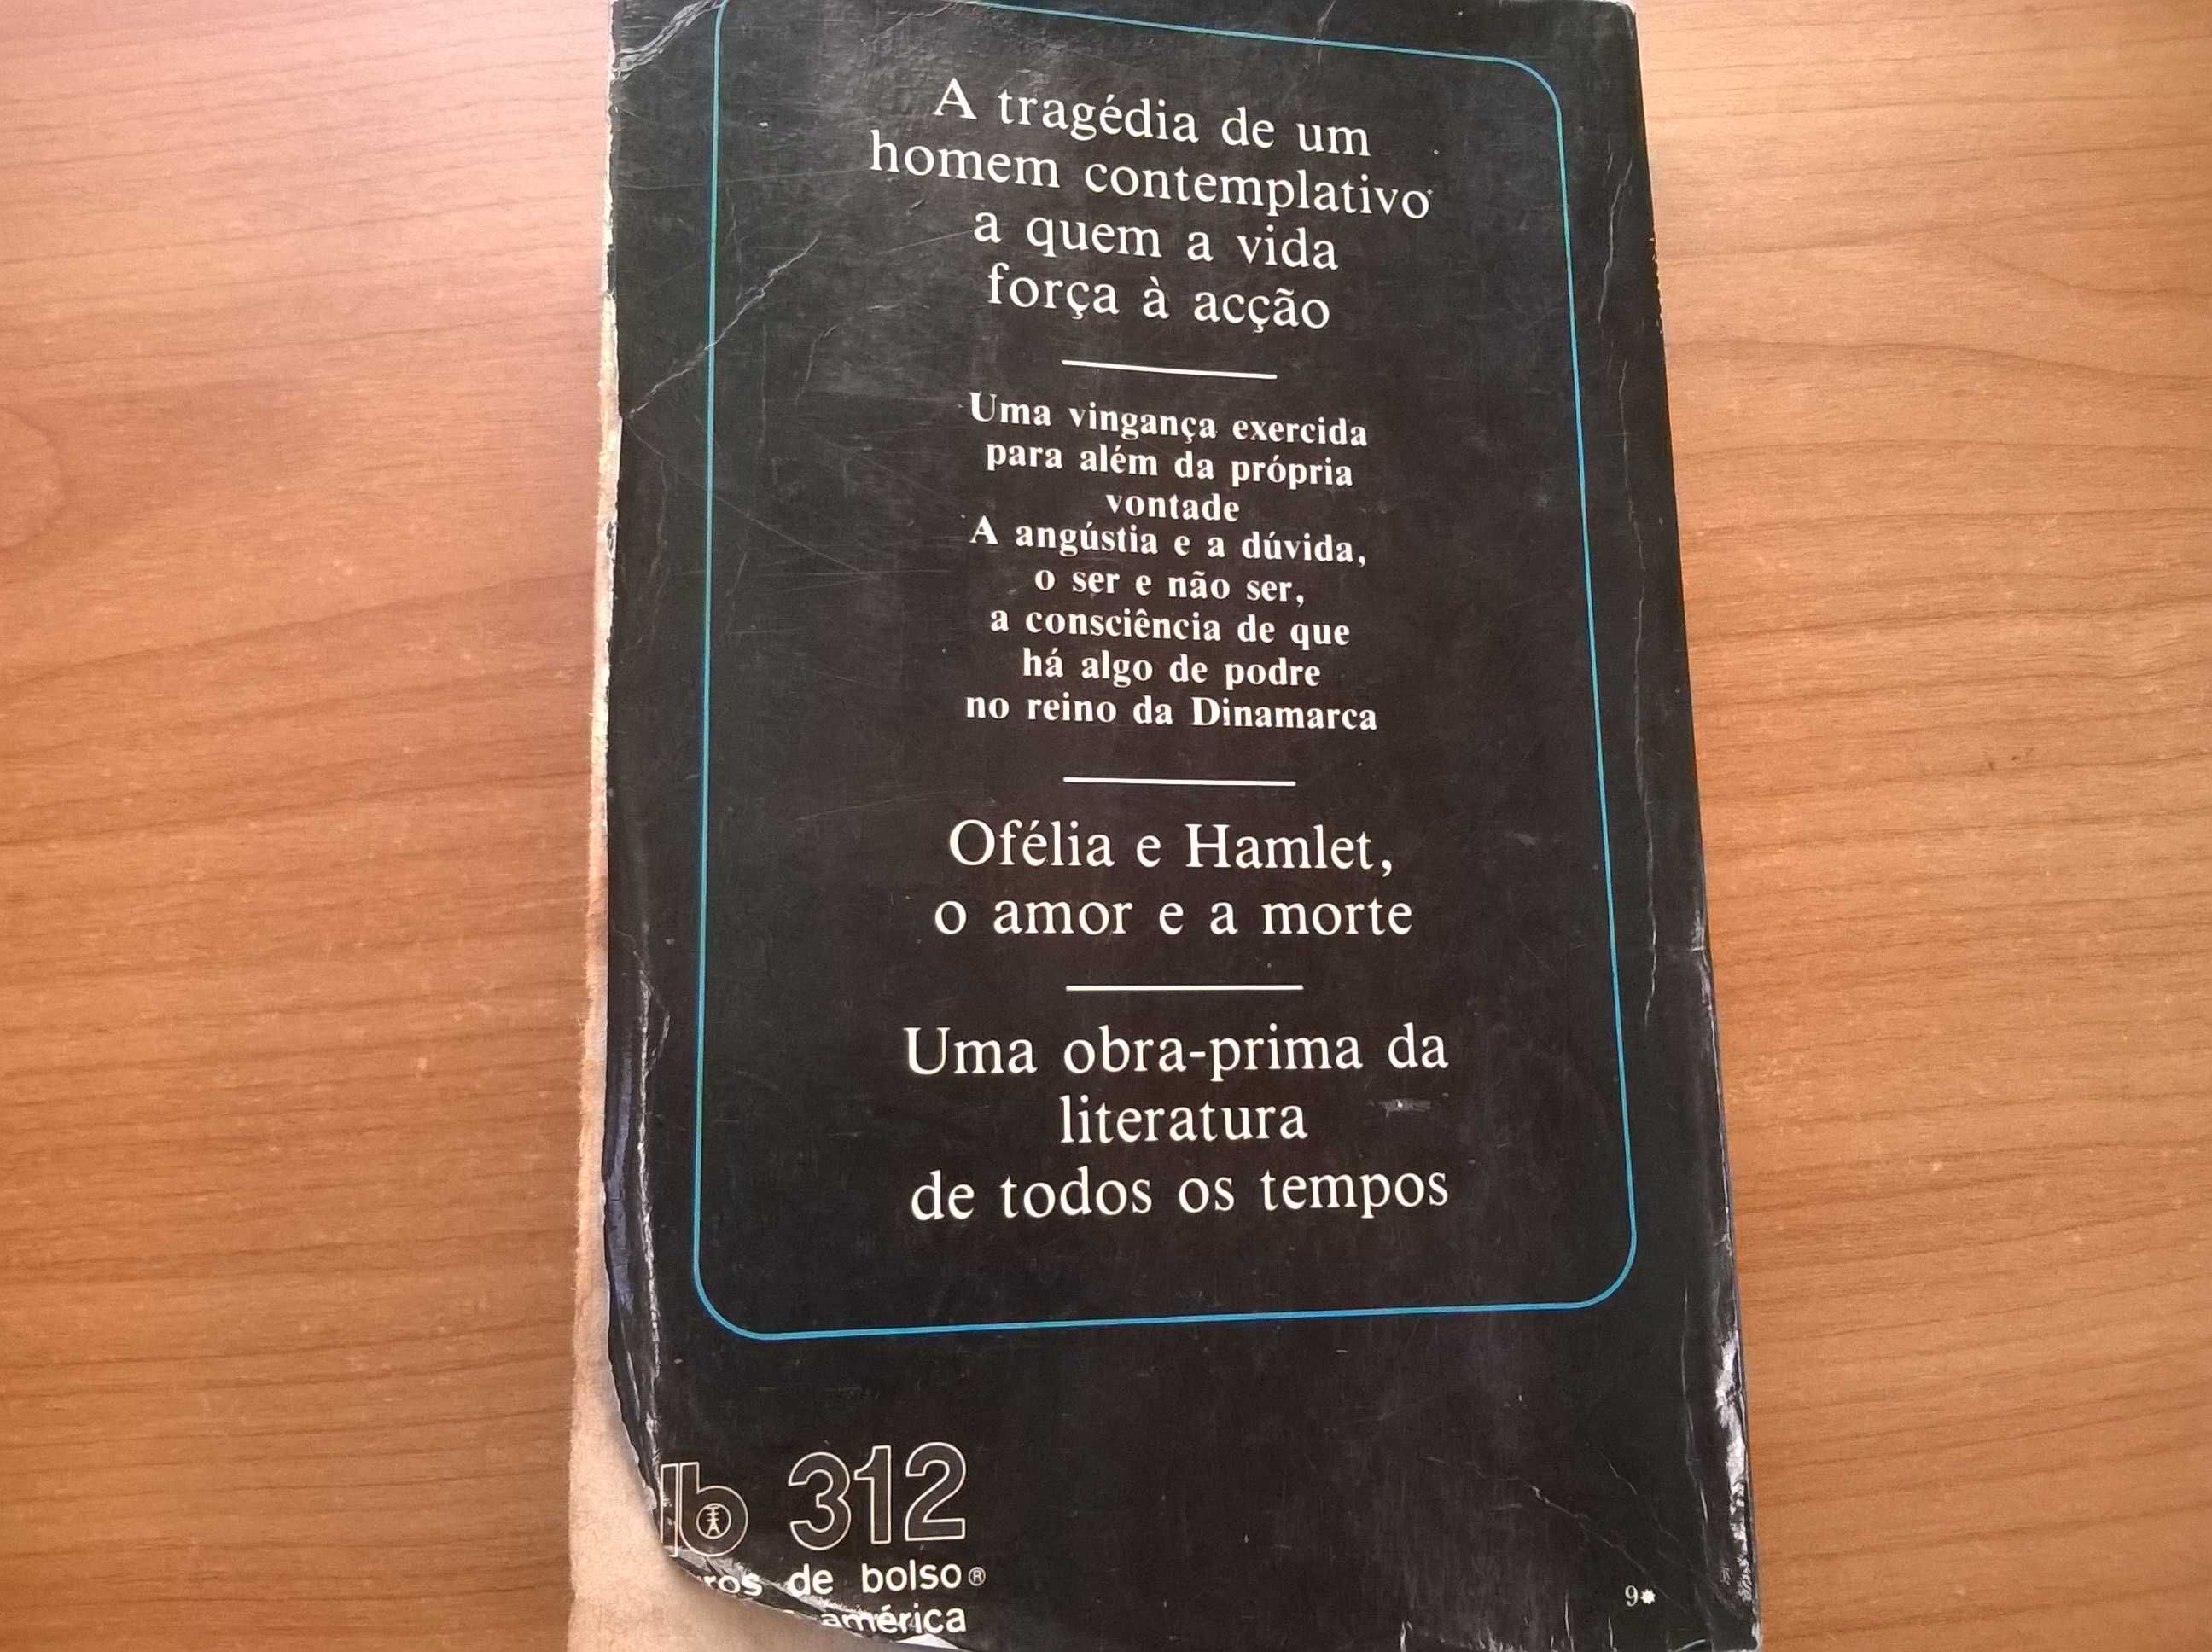 A tragédia de um
homem contemplativo
a quem a vida
força à acção
Uma vingança exercida
para além da própria
vontade
A angústia e a dúvida,
o ser e não ser,
a consciência de que
há algo de podre
no reino da Dinamarca
Ofélia e Hamlet,
o amor e a morte
Uma obra-prima da
literatura
de todos os tempos
lb 312
de bolso®
américa
9*